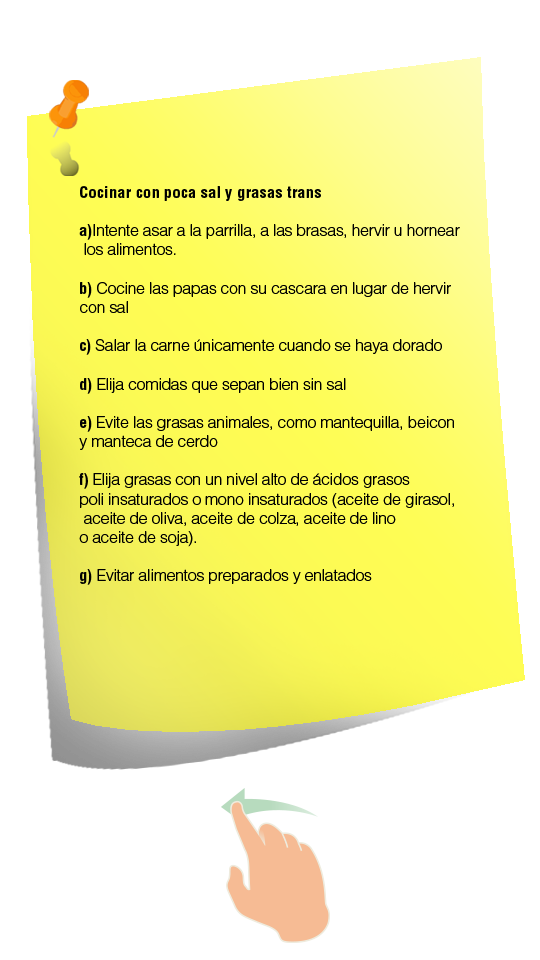 Cocinar con poca sal y grasas trans
a)Intente asar a la parrilla, a las brasas, hervir u hornear
los alimentos.
b) Cocine las papas con su cascara en lugar de hervir
con sal
c) Salar la carne únicamente cuando se haya dorado
d) Elija comidas que sepan bien sin sal
e) Evite las grasas animales, como mantequilla, beicon
y manteca de cerdo
f) Elija grasas con un nivel alto de ácidos grasos
poli insaturados o mono insaturados (aceite de girasol,
aceite de oliva, aceite de colza, aceite de lino
o aceite de soja).
g) Evitar alimentos preparados y enlatados